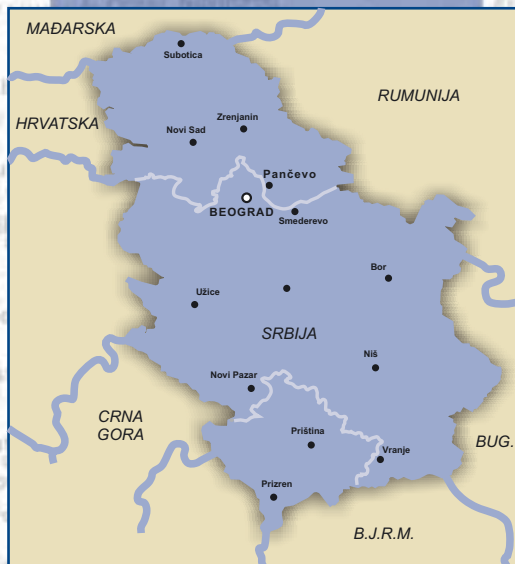 MAĐARSKA
Subotica
RUMUNIJA
HRVATSKA
Zrenjanin
Novi Sad
Pančevo
BEOGRAD
Smederevo
Bor
Užice
SRBIJA
Niš
Novi Pazar
CRNA
GORA
Priština
BUG.
Vranje
Prizren
B.J.R.M.